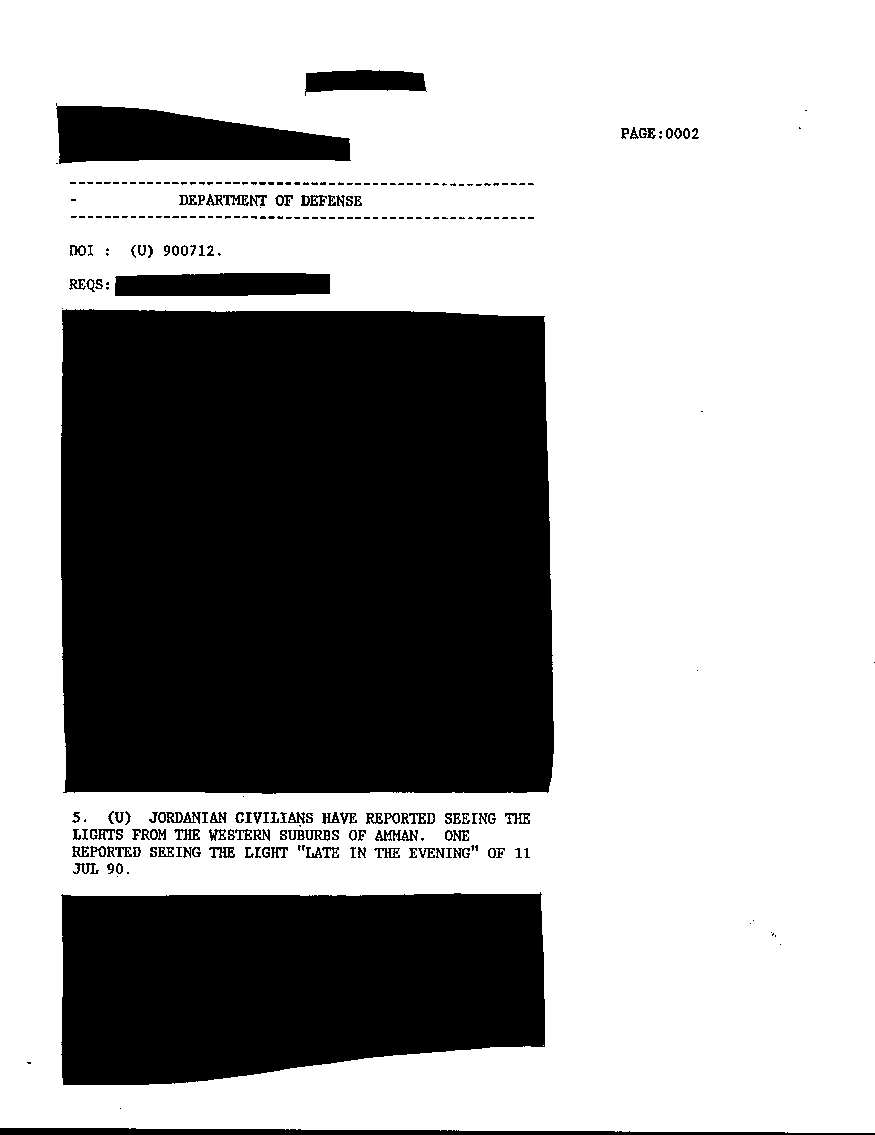 PAGE:0002
------------------------------------------------------
- DEPARTMENT OF DEFENSE
------------------------------------------------------
DOI : (U) 900712.
REQS:
5. (U) JORDANIAN CIVILIANS HAVE REPORTED SEEING THE
LIGHTS FROM THE WESTERN SUBURBS OF AMMAN. ONE
REPORTED SEEING THE LIGHT "LATE IN THE EVENING" OF 11
JUL 90.